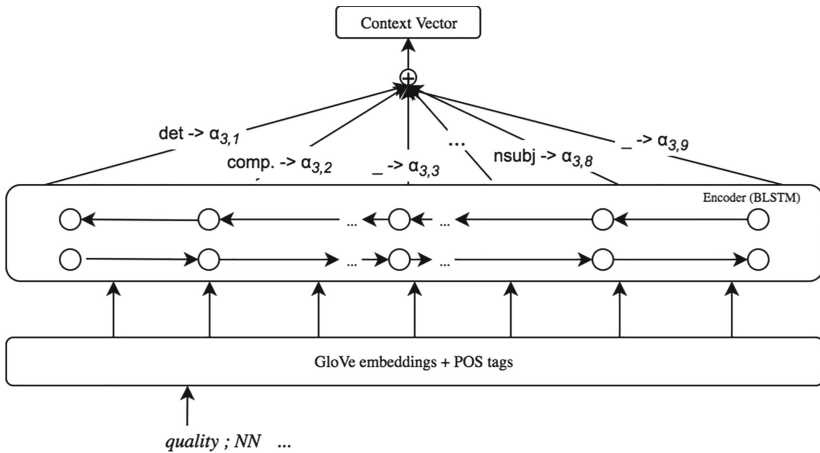 Context Vector
+
det -> α3,1
comp. -> α3,2
_ -> α3,3
...
nsubj -> α3,8
_ -> α3,9
Encoder (BLSTM)
... ...
... ...
GloVe embeddings + POS tags
quality ; NN ...